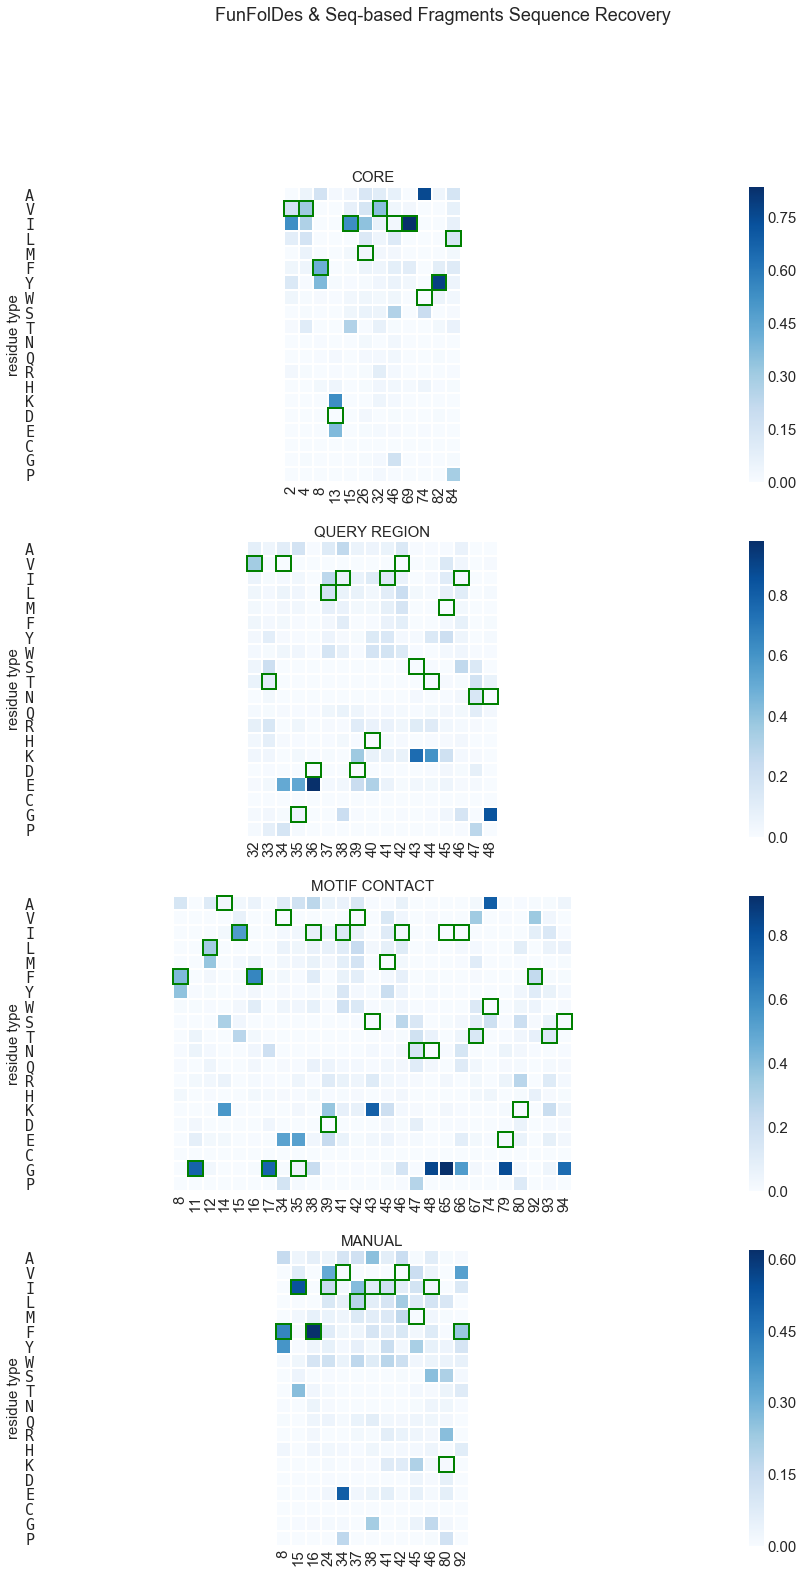 FunFolDes & Seq-based Fragments Sequence Recovery
CORE
residue type
A
V
I
L
M
F
Y
W
S
T
N
Q
R
H
K
D
E
C
G
P
2 4 8 13 15 26 32 46 69 74 82 84
0.75
0.60
0.45
0.30
0.15
0.00
QUERY REGION
residue type
A
V
I
L
M
F
Y
W
S
T
N
Q
R
H
K
D
E
C
G
P
32 33 34 35 36 37 38 39 40 41 42 43 44 45 46 47 48
0.8
0.6
0.4
0.2
0.0
MOTIF CONTACT
residue type
A
V
I
L
M
F
Y
W
S
T
N
Q
R
H
K
D
E
C
G
P
8 11 12 14 15 16 17 34 35 38 39 41 42 43 45 46 47 48 65 66 67 74 79 80 92 93 94
0.8
0.6
0.4
0.2
0.0
MANUAL
residue type
A
V
I
L
M
F
Y
W
S
T
N
Q
R
H
K
D
E
C
G
P
8 15 16 24 34 37 38 41 42 45 46 80 92
0.60
0.45
0.30
0.15
0.00